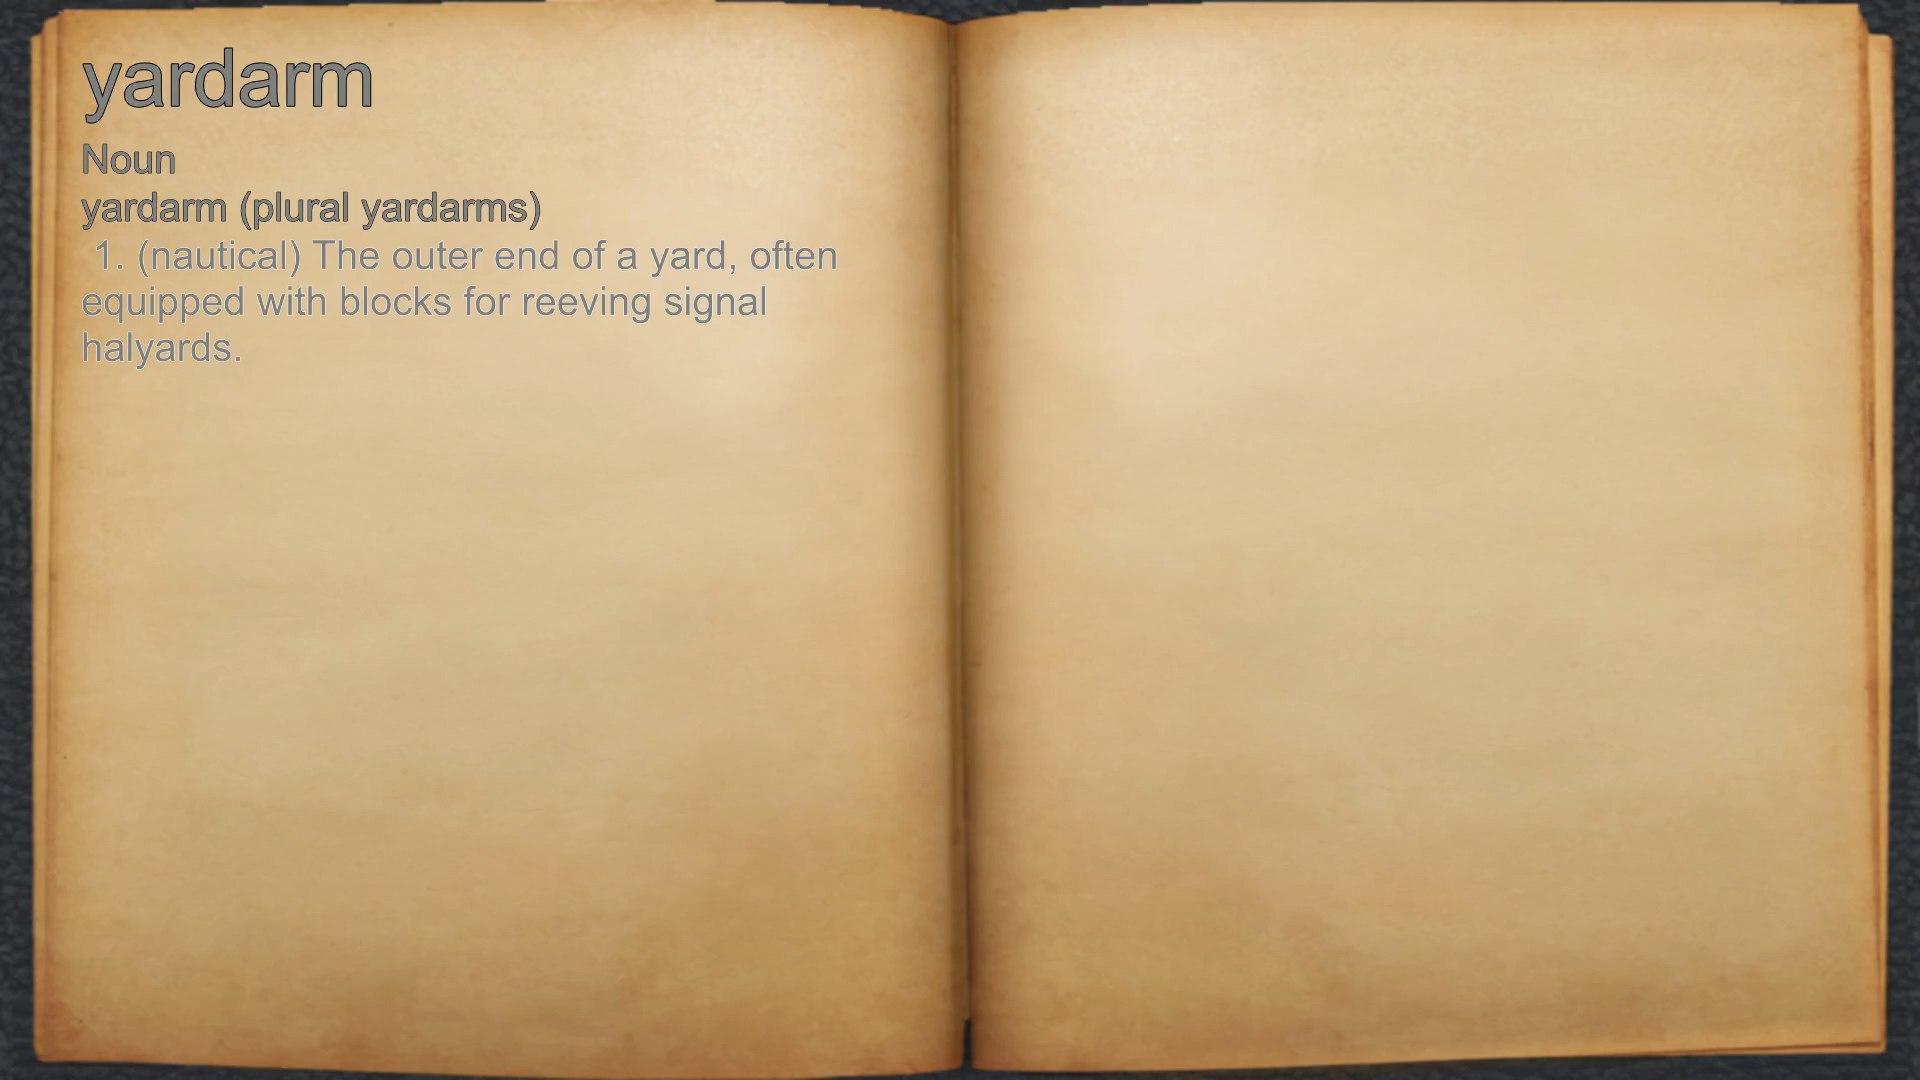 yardarm
Noun
yardarm (plural yardarms)
1. (nautical) The outer end of a yard, often
equipped with blocks for reeving signal
halyards.